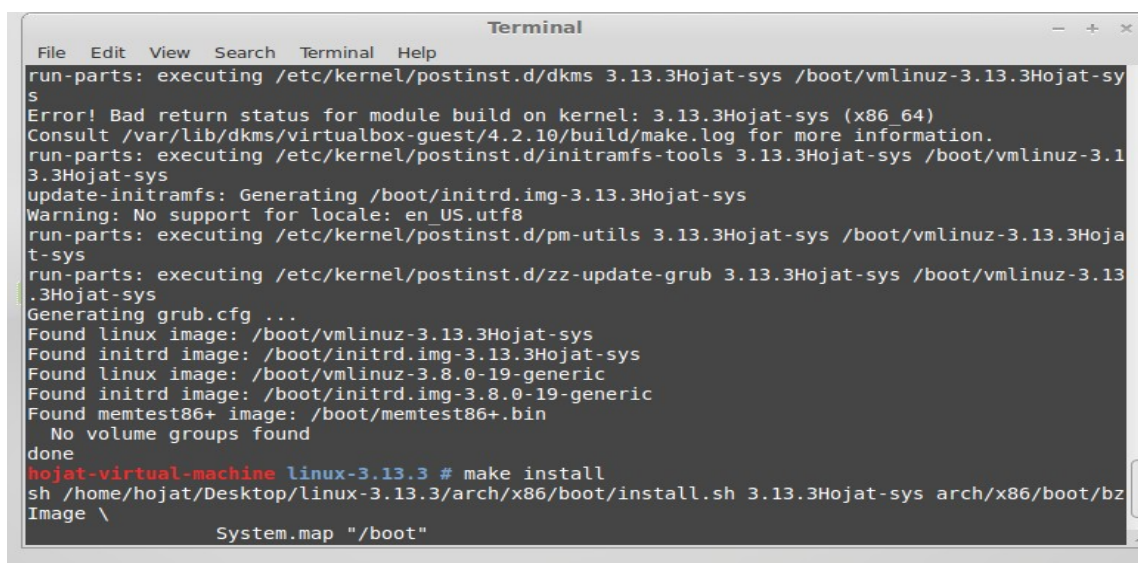 Terminal
File Edit View Search Terminal Help
run-parts: executing /etc/kernel/postinst.d/dkms 3.13.3Hojat-sys /boot/vmlinuz-3.13.3Hojat-sy
s
Error! Bad return status for module build on kernel: 3.13.3Hojat-sys (x86_64)
Consult /var/lib/dkms/virtualbox-guest/4.2.10/build/make.log for more information.
run-parts: executing /etc/kernel/postinst.d/initramfs-tools 3.13.3Hojat-sys /boot/vmlinuz-3.1
3.3Hojat-sys
update-initramfs: Generating /boot/initrd.img-3.13.3Hojat-sys
Warning: No support for locale: en_US.utf8
run-parts: executing /etc/kernel/postinst.d/pm-utils 3.13.3Hojat-sys /boot/vmlinuz-3.13.3Hoja
t-sys
run-parts: executing /etc/kernel/postinst.d/zz-update-grub 3.13.3Hojat-sys /boot/vmlinuz-3.13
.3Hojat-sys
Generating grub.cfg ...
Found linux image: /boot/vmlinuz-3.13.3Hojat-sys
Found initrd image: /boot/initrd.img-3.13.3Hojat-sys
Found linux image: /boot/vmlinuz-3.8.0-19-generic
Found initrd image: /boot/initrd.img-3.8.0-19-generic
Found memtest86+ image: /boot/memtest86+.bin
  No volume groups found
done
hojat-virtual-machine linux-3.13.3 # make install
sh /home/hojat/Desktop/linux-3.13.3/arch/x86/boot/install.sh 3.13.3Hojat-sys arch/x86/boot/bz
Image \
                System.map "/boot"